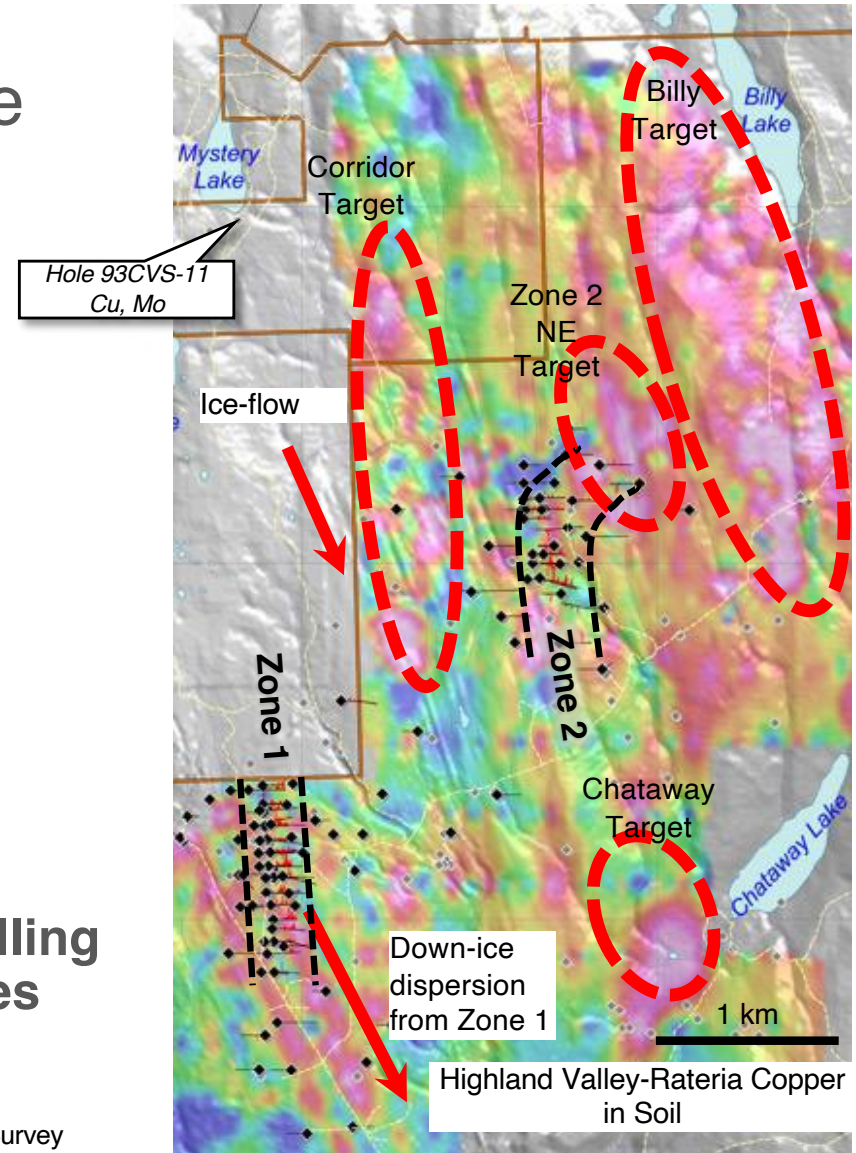 e
Billy
Target
Billy
Lake
Mystery
Lake
Corridor
Target
Hole 93CVS-11
Cu, Mo
Zone 2
NE
Target
Ice-flow
e
Zone 1
Zone 2
Chataway
Target
Chataway Lake
lling
es
Down-ice
dispersion
from Zone 1
1 km
Highland Valley-Rateria Copper
in Soil
urvey